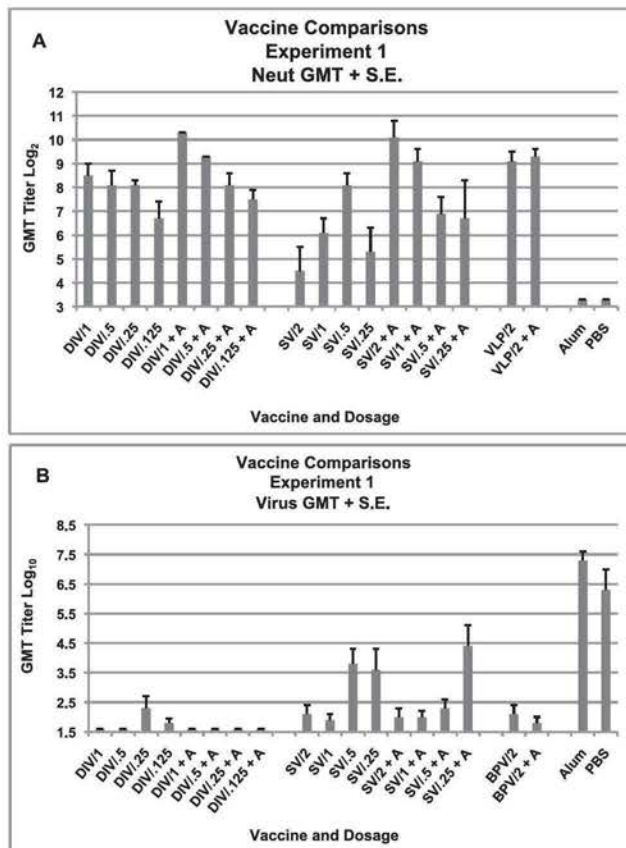 A
Vaccine Comparisons
Experiment 1
Neut GMT + S.E.
GMT Titer Log2
12
11
10
9
8
7
6
5
4
3
DIV/1
DIV/.5
DIV/.25
DIV/.125
DIV/1 + A
DIV/.5 + A
DIV/.25 + A
DIV/.125 + A
SV/2
SV/1
SV/.5
SV/.25
SV/2 + A
SV/1 + A
SV/.5 + A
SV/.25 + A
VLP/2
VLP/2 + A
Alum
PBS
Vaccine and Dosage
B
Vaccine Comparisons
Experiment 1
Virus GMT + S.E.
GMT Titer Log10
8.5
7.5
6.5
5.5
4.5
3.5
2.5
1.5
DIV/1
DIV/.5
DIV/.25
DIV/.125
DIV/1 + A
DIV/.5 + A
DIV/.25 + A
DIV/.125 + A
SV/2
SV/1
SV/.5
SV/.25
SV/2 + A
SV/1 + A
SV/.5 + A
SV/.25 + A
BPV/2
BPV/2 + A
Alum
PBS
Vaccine and Dosage